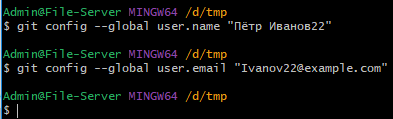 Admin@File-Server MINGW64 /d/tmp
$ git config --global user.name "Пётр Иванов22"
Admin@File-Server MINGW64 /d/tmp
$ git config --global user.email "Ivanov22@example.com"
Admin@File-Server MINGW64 /d/tmp
$